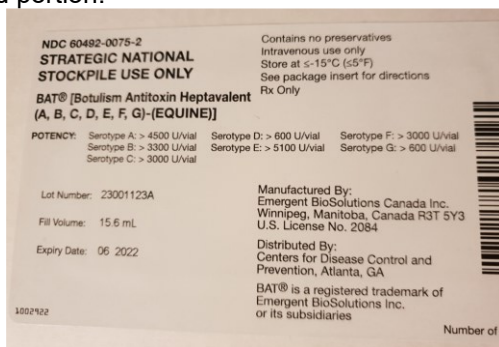 d portion.
NDC 60492-0075-2
STRATEGIC NATIONAL
STOCKPILE USE ONLY
BAT® [Botulism Antitoxin Heptavalent
(A, B, C, D, E, F, G)-(EQUINE)]
Contains no preservatives
Intravenous use only
Store at ≤-15°C (≤5°F)
See package insert for directions
Rx Only
POTENCY: Serotype A: > 4500 U/vial Serotype D: > 600 U/vial Serotype F: > 3000 U/vial
Serotype B: > 3300 U/vial Serotype E: > 5100 U/vial Serotype G: > 600 U/vial
Serotype C: > 3000 U/vial
Lot Number: 23001123A
Fill Volume: 15.6 mL
Expiry Date: 06 2022
Manufactured By:
Emergent BioSolutions Canada Inc.
Winnipeg, Manitoba, Canada R3T 5Y3
U.S. License No. 2084
Distributed By:
Centers for Disease Control and
Prevention, Atlanta, GA
BAT® is a registered trademark of
Emergent BioSolutions Inc.
or its subsidiaries
1002922
Number of